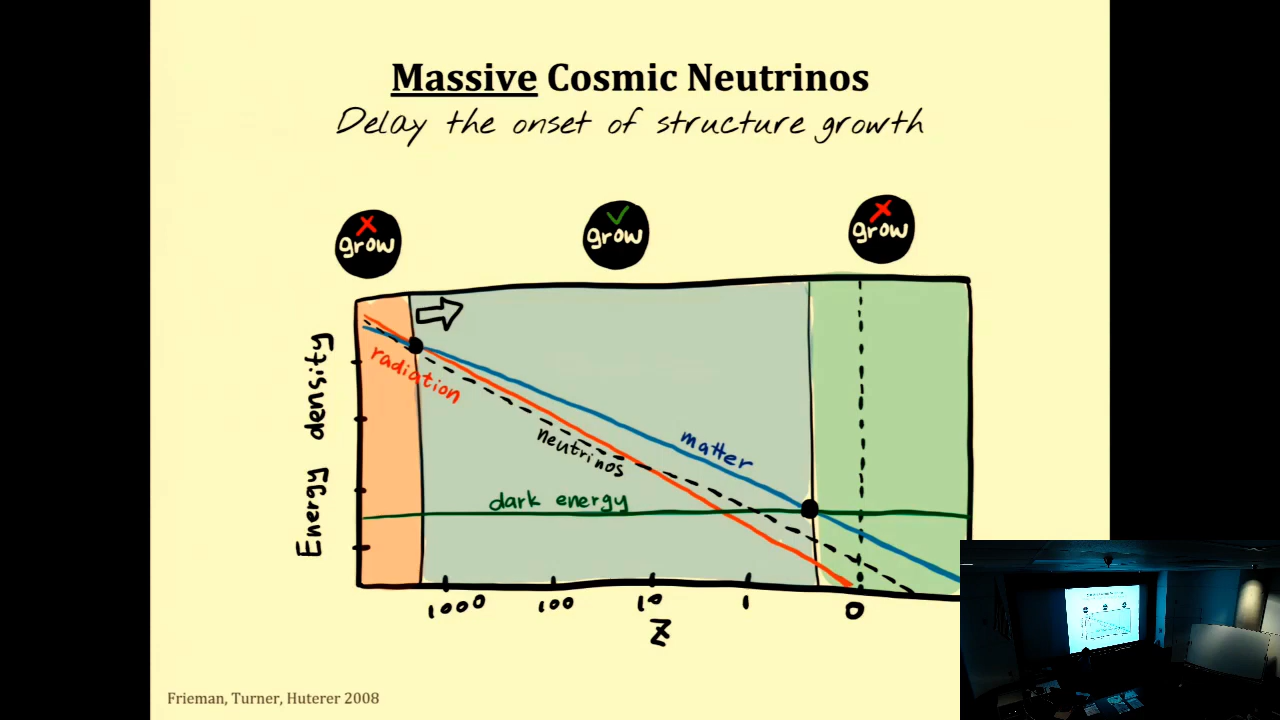 Massive Cosmic Neutrinos
Delay the onset of structure growth
grow
grow
grow
Energy density
radiation
neutrinos
matter
dark energy
1000
100
10
1
0
Z
Frieman, Turner, Huterer 2008